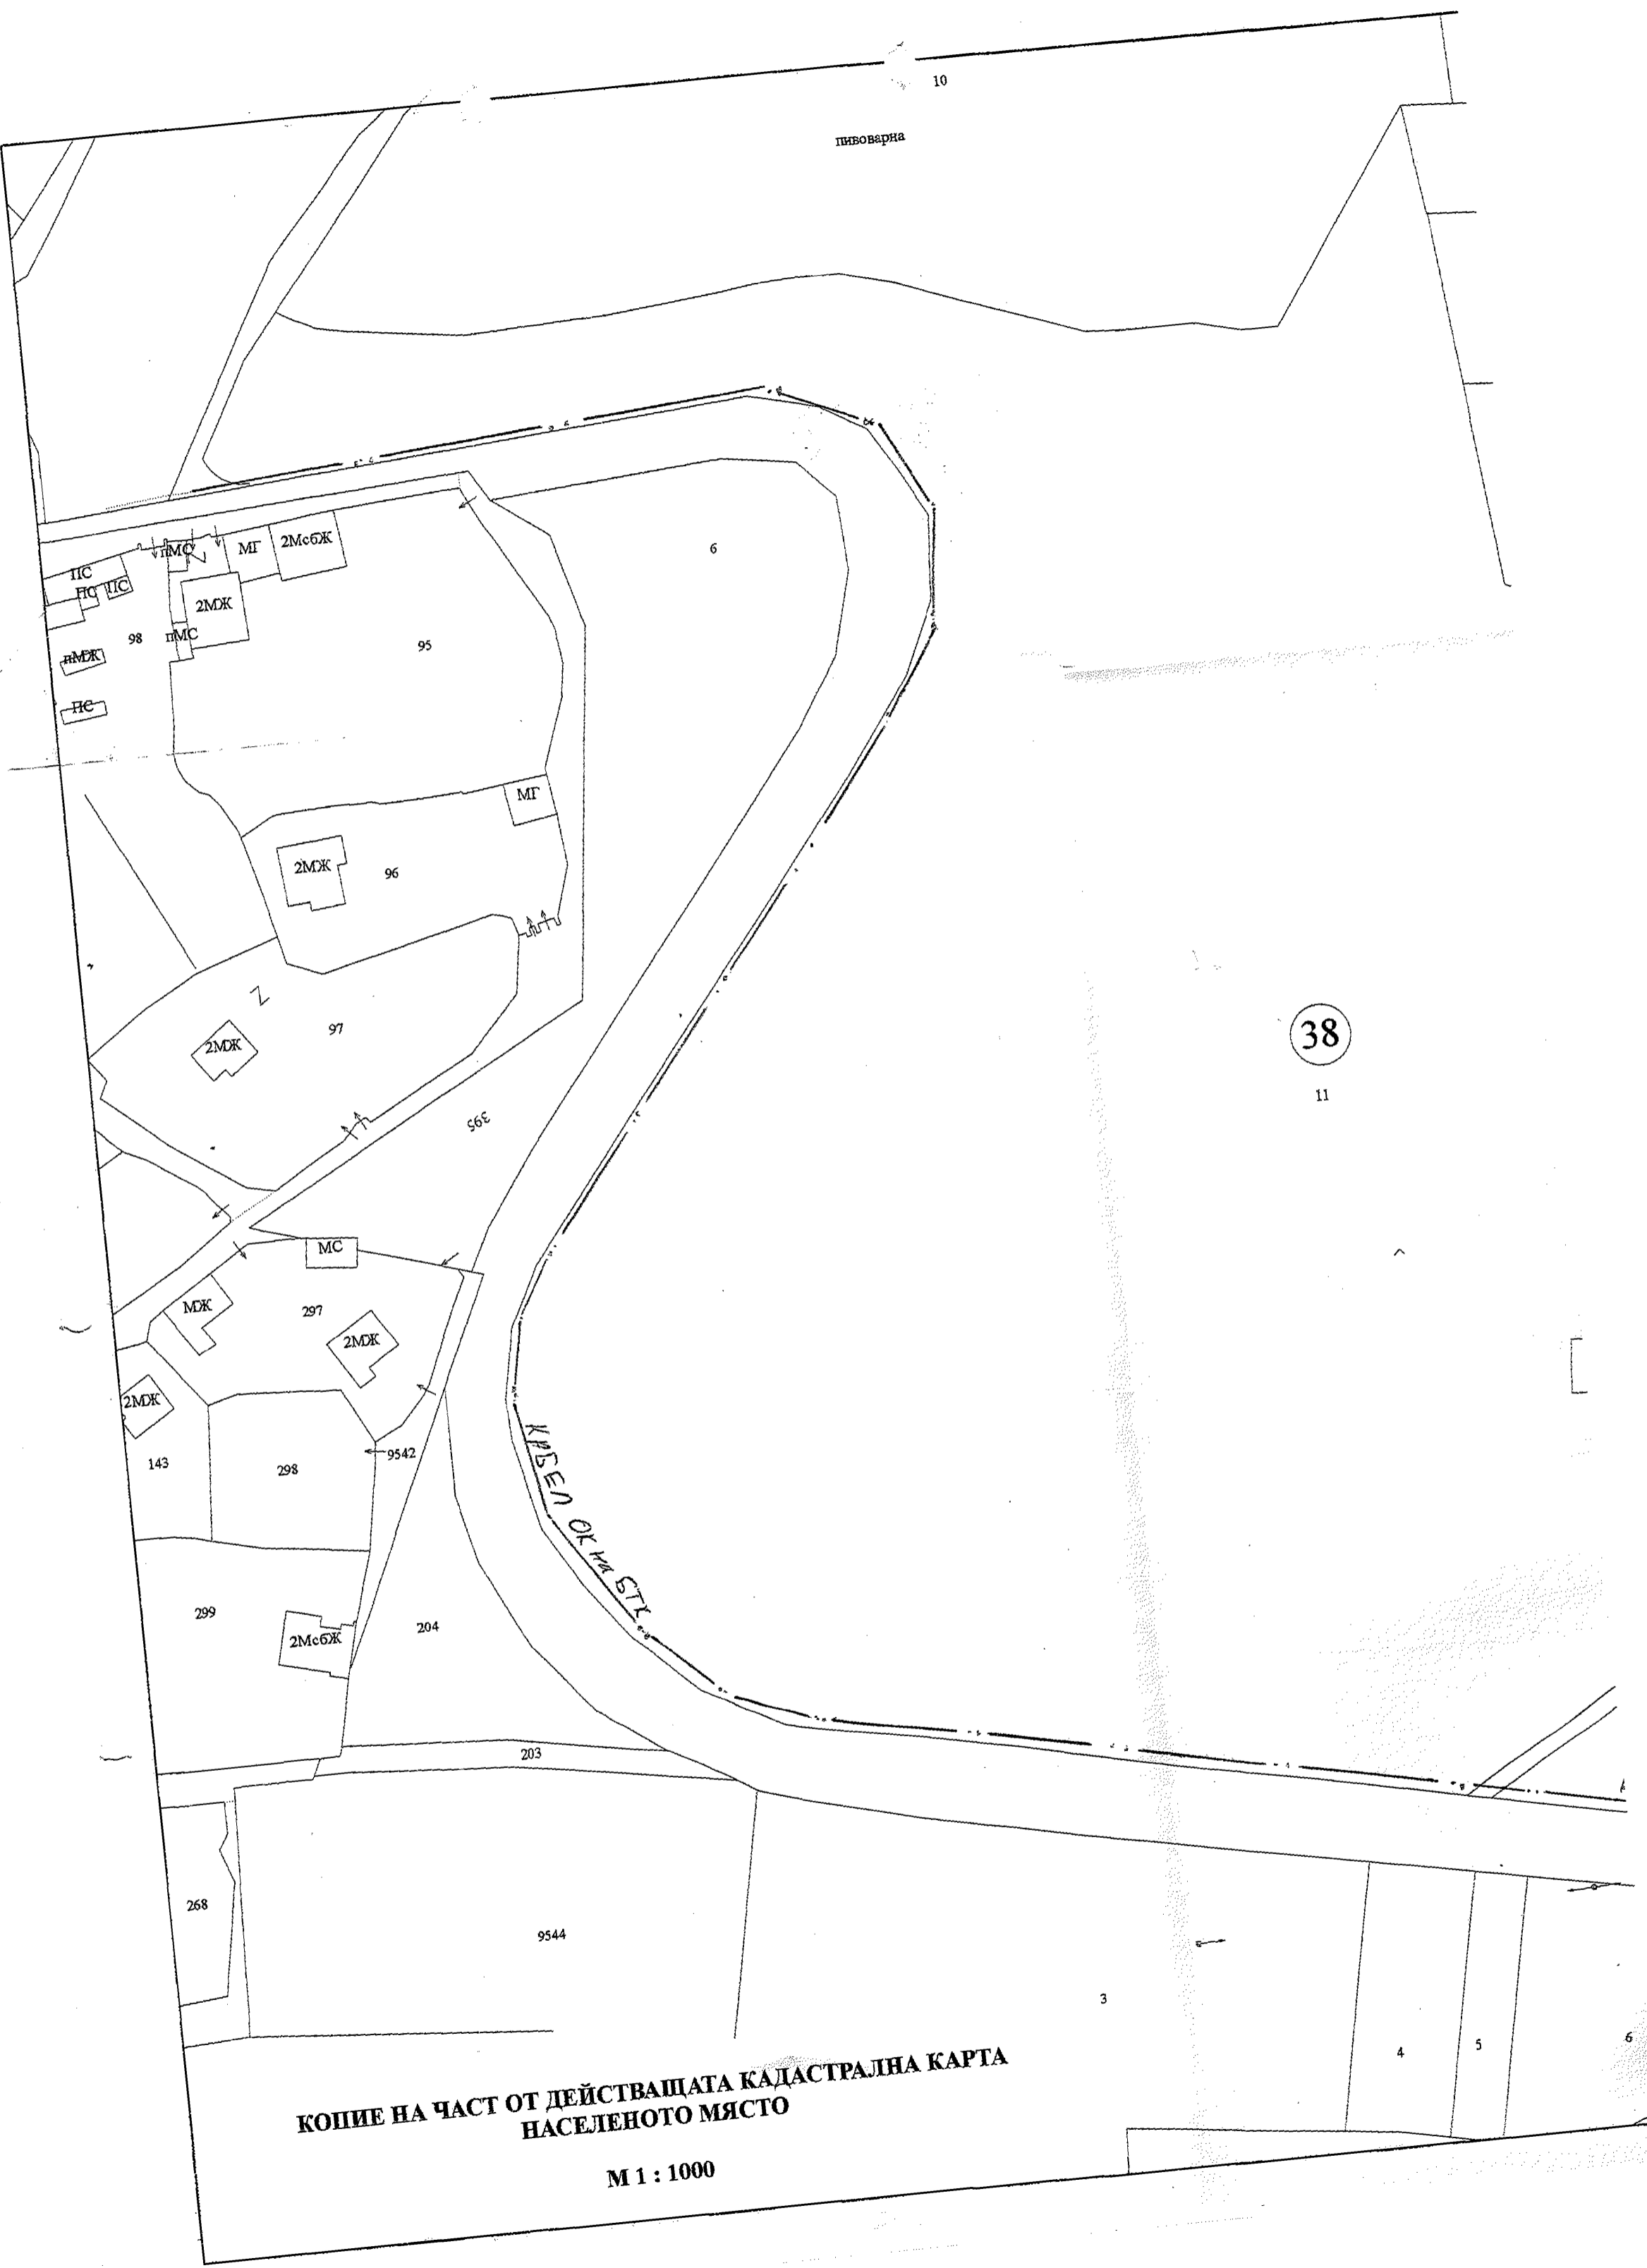 10
пивоварна
6
ПС
ПС
ПС
пМС
МГ
2МсбЖ
2МЖ
98
пМС
95
пМЖ
ПС
МГ
2МЖ
96
97
2МЖ
38
11
395
МС
МЖ
297
2МЖ
2МЖ
143
298
9542
КАБЕЛ ОК на БТК
299
2МсбЖ
204
203
268
9544
3
4
5
6
КОПИЕ НА ЧАСТ ОТ ДЕЙСТВАЩАТА КАДАСТРАЛНА КАРТА
НАСЕЛЕНОТО МЯСТО
М 1 : 1000